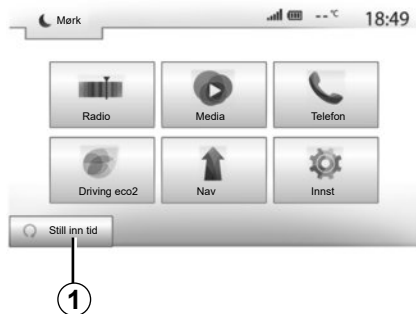 Mørk
--°C
18:49
Radio
Media
Telefon
Driving eco2
Nav
Innst
Still inn tid
1